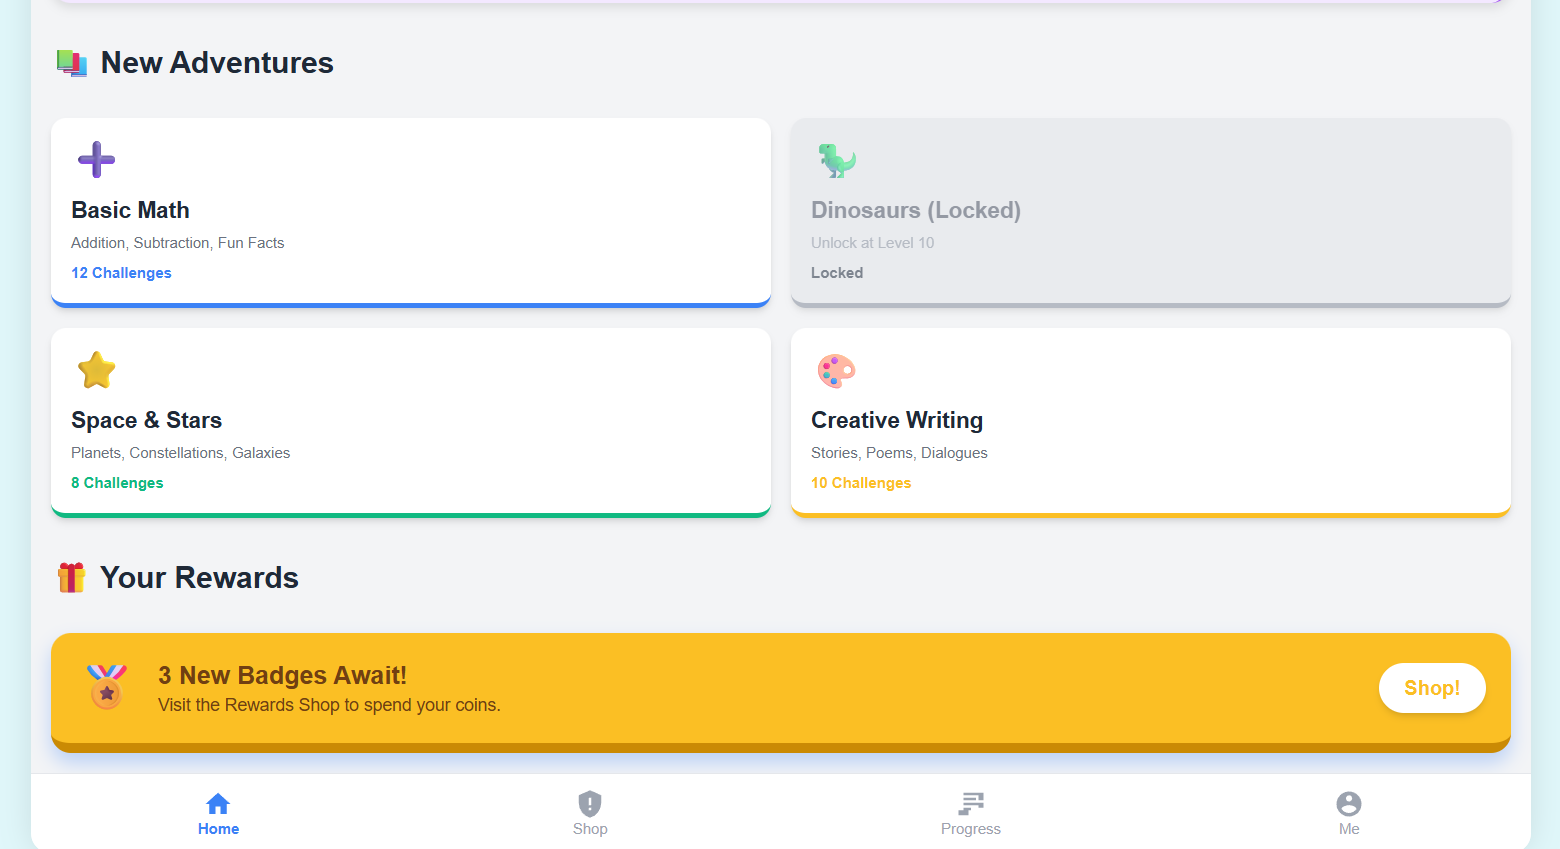 New Adventures
Basic Math
Addition, Subtraction, Fun Facts
12 Challenges
Dinosaurs (Locked)
Unlock at Level 10
Locked
Space & Stars
Planets, Constellations, Galaxies
8 Challenges
Creative Writing
Stories, Poems, Dialogues
10 Challenges
Your Rewards
3 New Badges Await!
Visit the Rewards Shop to spend your coins.
Shop!
Home
Shop
Progress
Me